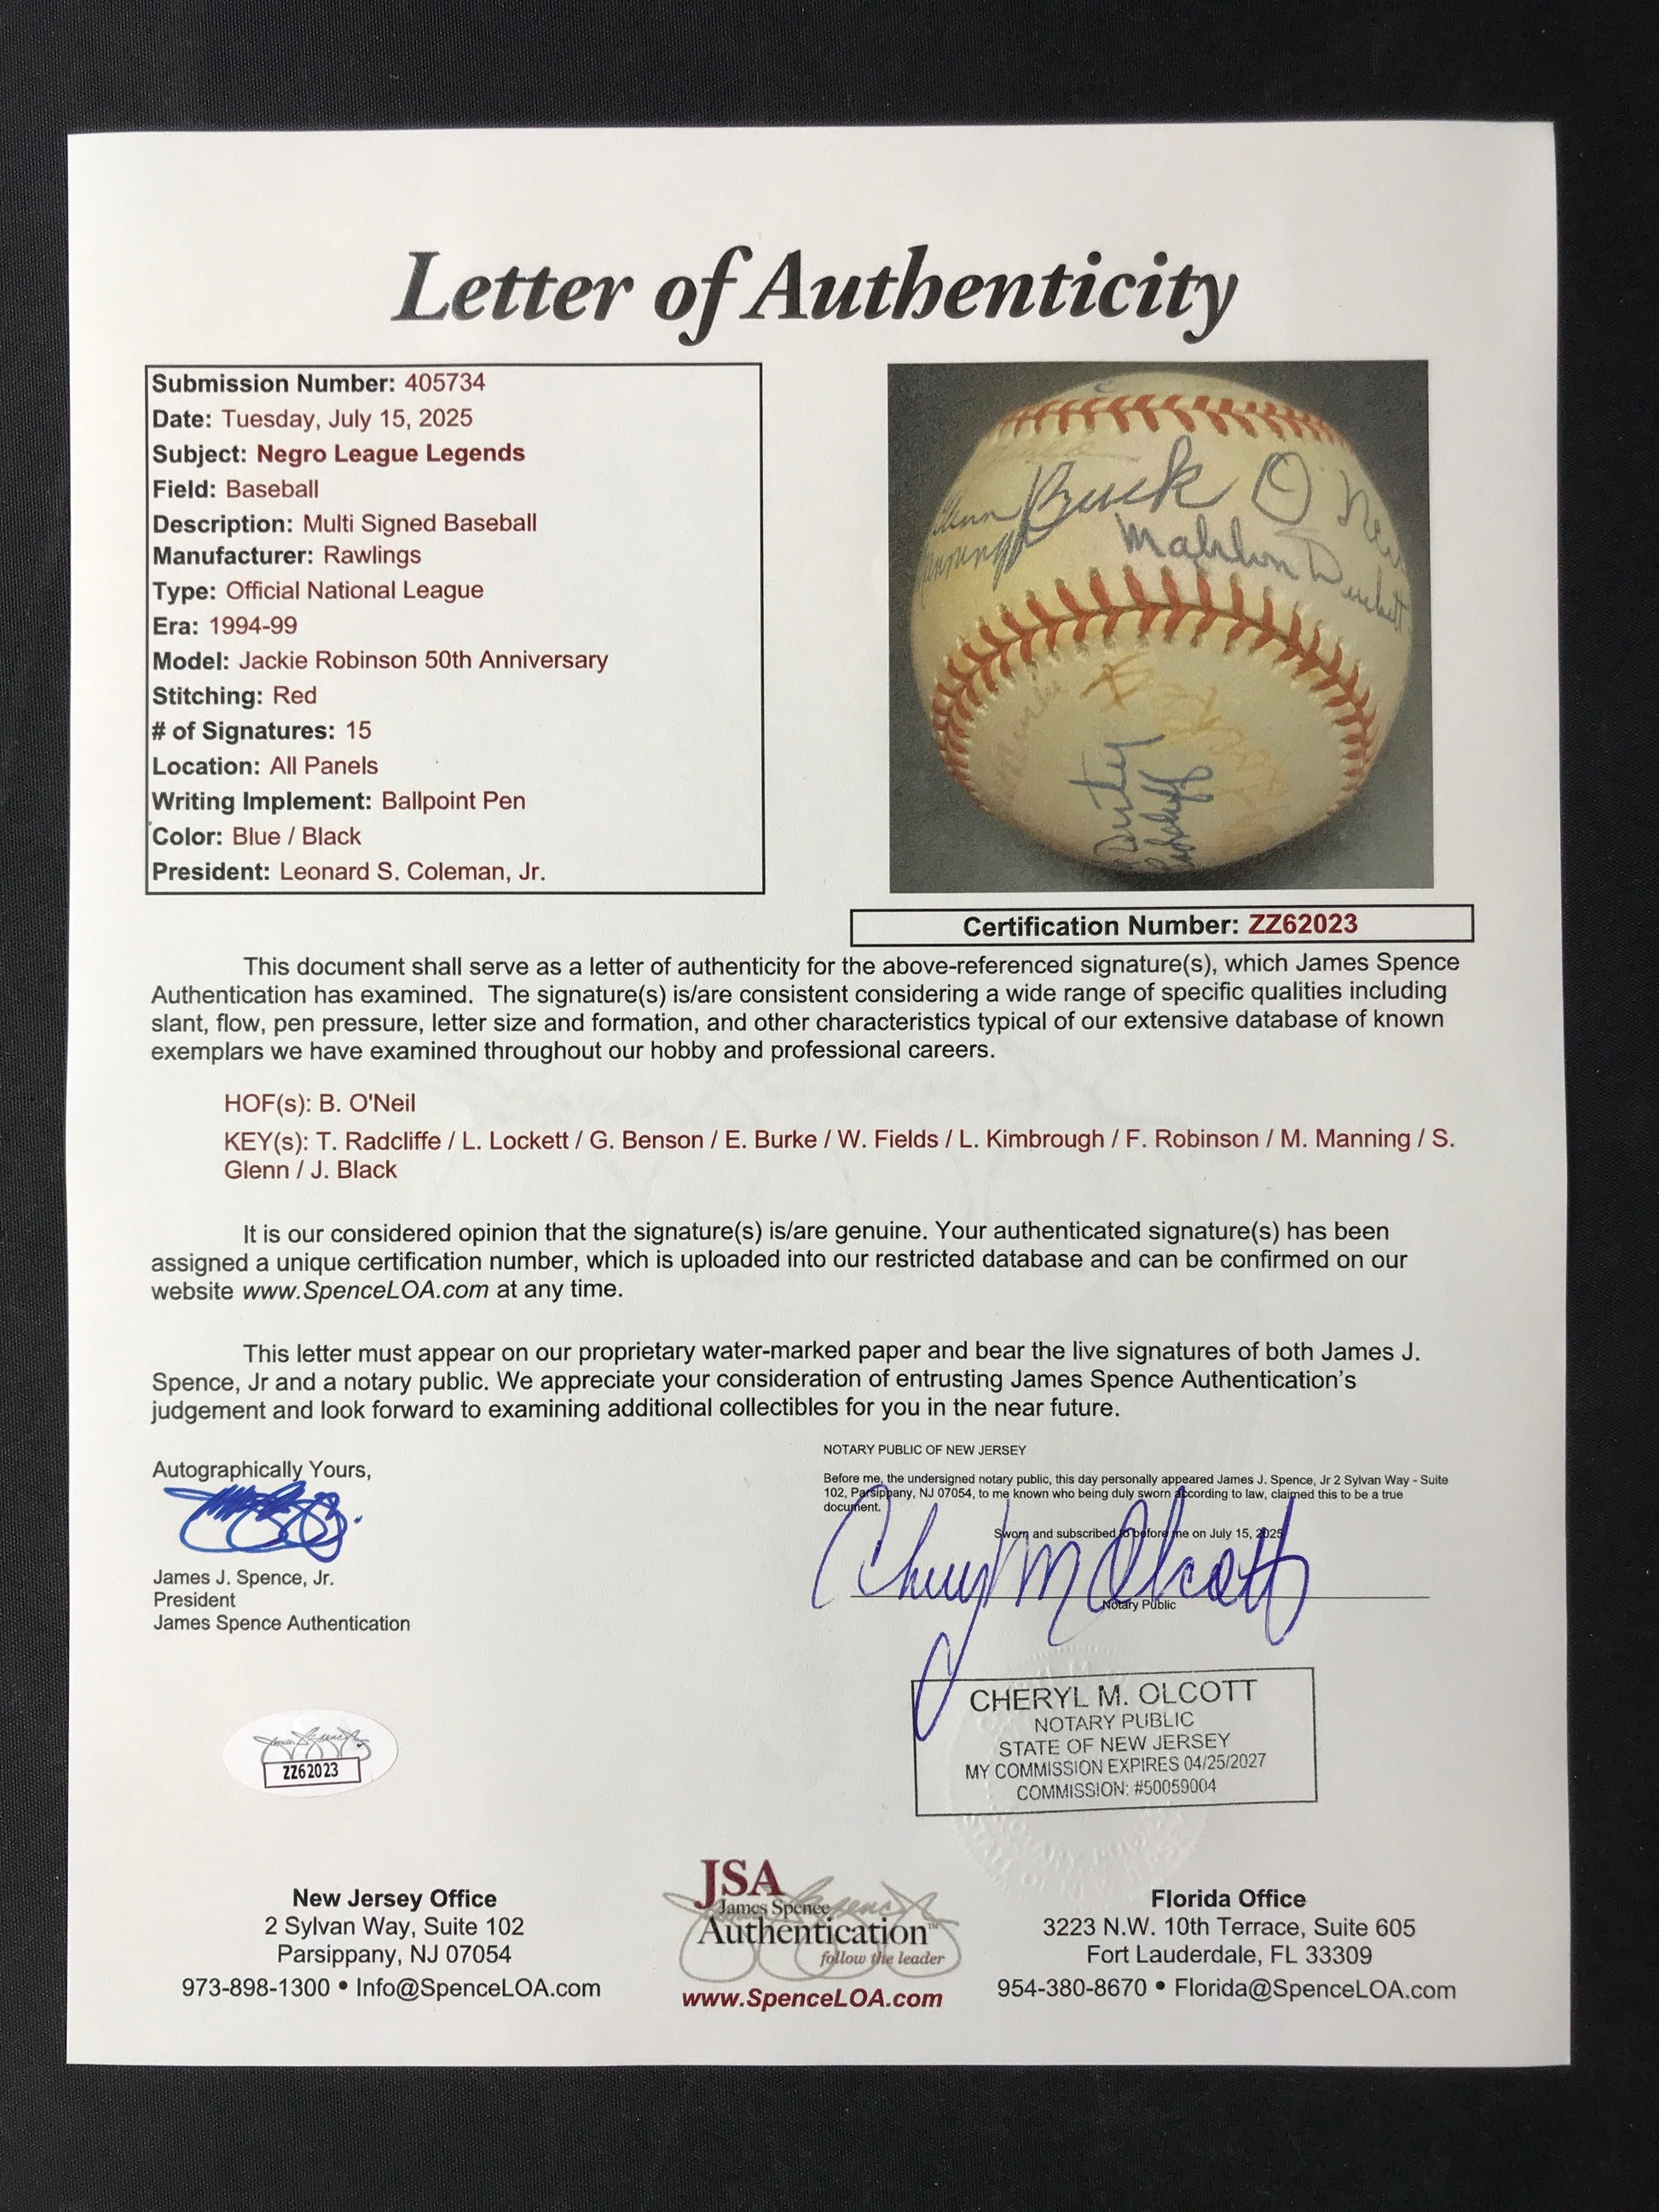 Letter of Authenticity
Submission Number: 405734
Date: Tuesday, July 15, 2025
Subject: Negro League Legends
Field: Baseball
Description: Multi Signed Baseball
Manufacturer: Rawlings
Type: Official National League
Era: 1994-99
Model: Jackie Robinson 50th Anniversary
Stitching: Red
# of Signatures: 15
Location: All Panels
Writing Implement: Ballpoint Pen
Color: Blue / Black
President: Leonard S. Coleman, Jr.
Buck O'Neil
Mahlon Duckett
Certification Number: ZZ62023
This document shall serve as a letter of authenticity for the above-referenced signature(s), which James Spence
Authentication has examined. The signature(s) is/are consistent considering a wide range of specific qualities including
slant, flow, pen pressure, letter size and formation, and other characteristics typical of our extensive database of known
exemplars we have examined throughout our hobby and professional careers.
HOF(s): B. O'Neil
KEY(s): T. Radcliffe / L. Lockett / G. Benson / E. Burke / W. Fields / L. Kimbrough / F. Robinson / M. Manning / S.
Glenn / J. Black
It is our considered opinion that the signature(s) is/are genuine. Your authenticated signature(s) has been
assigned a unique certification number, which is uploaded into our restricted database and can be confirmed on our
website www.SpenceLOA.com at any time.
This letter must appear on our proprietary water-marked paper and bear the live signatures of both James J.
Spence, Jr and a notary public. We appreciate your consideration of entrusting James Spence Authentication's
judgement and look forward to examining additional collectibles for you in the near future.
Autographically Yours,
James J. Spence, Jr.
President
James Spence Authentication
NOTARY PUBLIC OF NEW JERSEY
Before me, the undersigned notary public, this day personally appeared James J. Spence, Jr 2 Sylvan Way - Suite
102, Parsippany, NJ 07054, to me known who being duly sworn according to law, claimed this to be a true
document.
Sworn and subscribed to before me on July 15, 2025
Cheryl M Olcott
Notary Public
CHERYL M. OLCOTT
NOTARY PUBLIC
STATE OF NEW JERSEY
MY COMMISSION EXPIRES 04/25/2027
COMMISSION: #50059004
ZZ62023
New Jersey Office
2 Sylvan Way, Suite 102
Parsippany, NJ 07054
973-898-1300 • Info@SpenceLOA.com
JSA
James Spence
Authentication™
follow the leader
www.SpenceLOA.com
Florida Office
3223 N.W. 10th Terrace, Suite 605
Fort Lauderdale, FL 33309
954-380-8670 • Florida@SpenceLOA.com